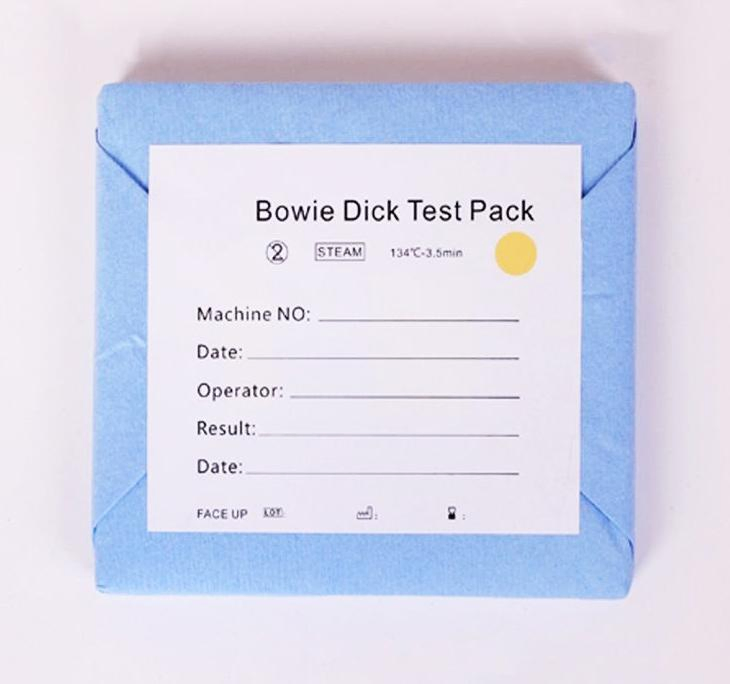 Bowie Dick Test Pack
2 STEAM 134℃-3.5min
Machine NO:
Date:
Operator:
Result:
Date:
FACE UP LOT: : :